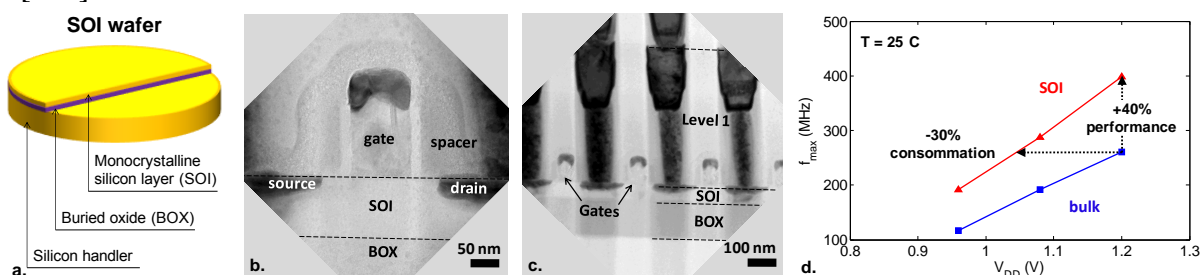 SOI wafer
Monocrystalline
silicon layer (SOI)
Buried oxide (BOX)
Silicon handler
a.
gate
spacer
source
drain
SOI
BOX
50 nm
b.
Level 1
Gates
SOI
BOX
100 nm
c.
T = 25 C
SOI
+40%
performance
-30%
consommation
bulk
500
400
300
200
100
0.8
0.9
1
1.1
1.2
1.3
f_max (MHz)
V_DD (V)
d.